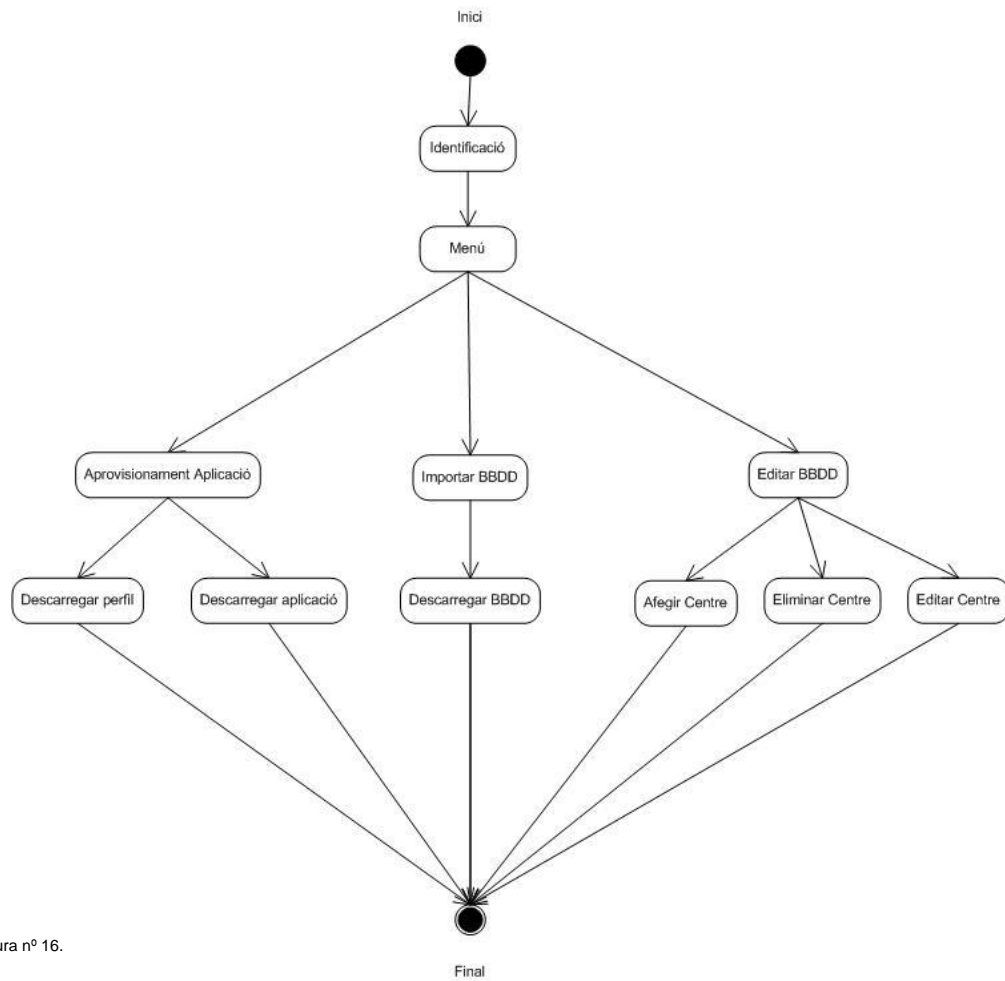 Inici
Identificació
Menú
Aprovisionament Aplicació
Importar BBDD
Editar BBDD
Descarregar perfil
Descarregar aplicació
Descarregar BBDD
Afegir Centre
Eliminar Centre
Editar Centre
ura nº 16.
Final